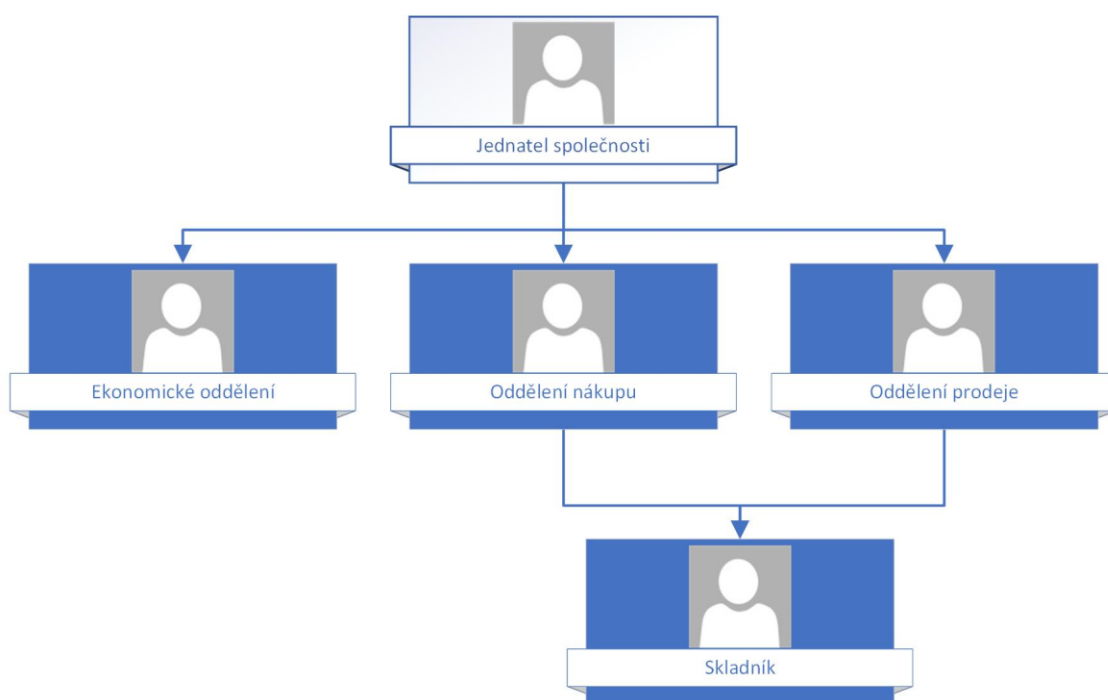 Jednatel společnosti
Ekonomické oddělení
Oddělení nákupu
Oddělení prodeje
Skladník